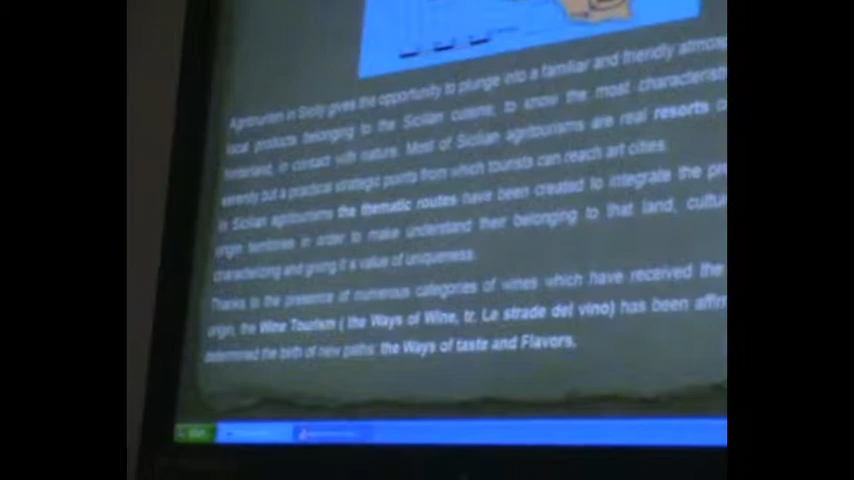 Agritourism in Sicily gives the opportunity to plunge into a familiar and friendly
local products belonging to the Sicilian cuisine, to know the most
in contact with nature. Most of Sicilian agritourisms are real resorts
serenity but a practical strategic points from which tourists can reach art cities.
In Sicilian agritourisms the thematic routes have been created to integrate the
origin territories in order to make understand their belonging to that land,
characterizing and giving it a value of uniqueness.
Thanks to the presence of numerous categories of wines which have received the
origin, the Wine Tourism ( the Ways of Wine, tr. Le strade del vino) has been
determined the birth of new paths: the Ways of taste and Flavors.